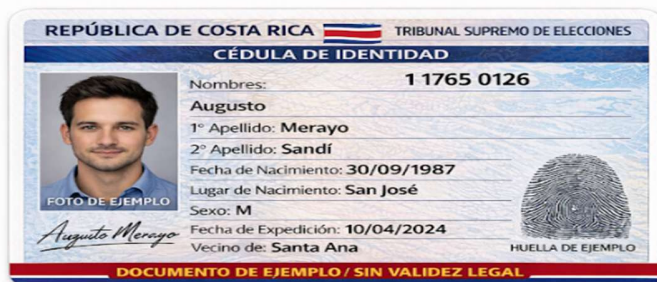 REPÚBLICA DE COSTA RICA TRIBUNAL SUPREMO DE ELECCIONES
CÉDULA DE IDENTIDAD
Nombres: 1 1765 0126
Augusto
1º Apellido: Merayo
2º Apellido: Sandí
Fecha de Nacimiento: 30/09/1987
Lugar de Nacimiento: San José
Sexo: M
Fecha de Expedición: 10/04/2024
Vecino de: Santa Ana
FOTO DE EJEMPLO
Augusto Merayo
HUELLA DE EJEMPLO
DOCUMENTO DE EJEMPLO / SIN VALIDEZ LEGAL